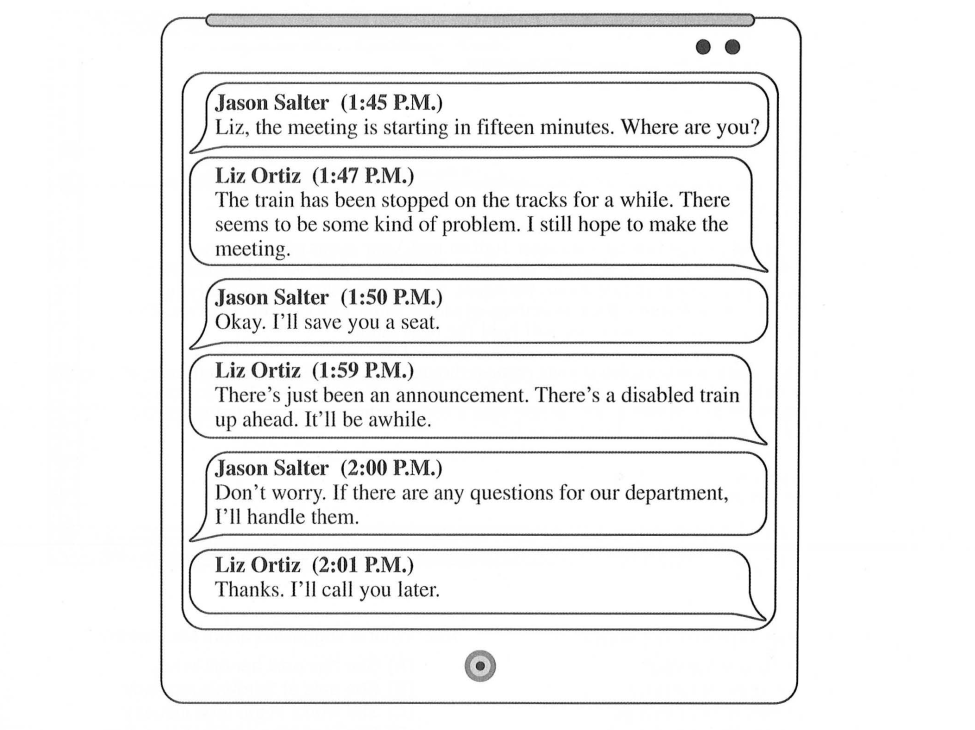 Jason Salter (1:45 P.M.)
Liz, the meeting is starting in fifteen minutes. Where are you?
Liz Ortiz (1:47 P.M.)
The train has been stopped on the tracks for a while. There
seems to be some kind of problem. I still hope to make the
meeting.
Jason Salter (1:50 P.M.)
Okay. I’ll save you a seat.
Liz Ortiz (1:59 P.M.)
There’s just been an announcement. There’s a disabled train
up ahead. It’ll be awhile.
Jason Salter (2:00 P.M.)
Don’t worry. If there are any questions for our department,
I’ll handle them.
Liz Ortiz (2:01 P.M.)
Thanks. I’ll call you later.